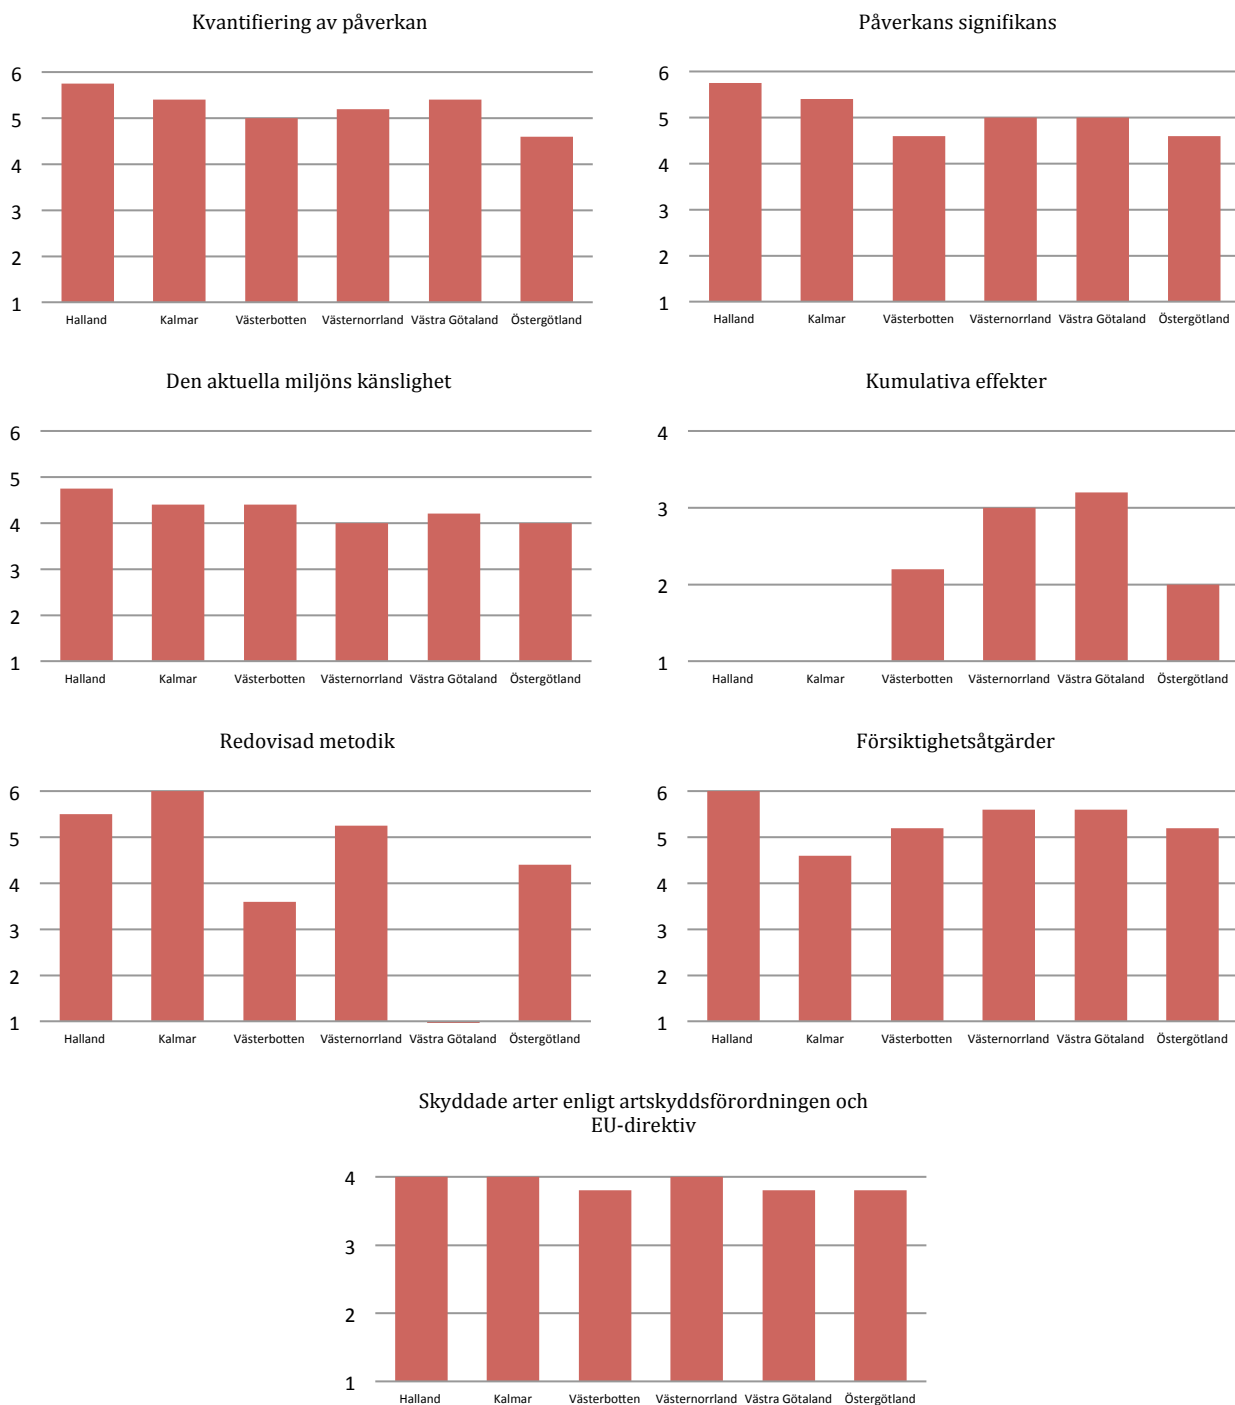 Kvantifiering av påverkan
6
5
4
3
2
1
Halland Kalmar Västerbotten Västernorrland Västra Götaland Östergötland
Påverkans signifikans
6
5
4
3
2
1
Halland Kalmar Västerbotten Västernorrland Västra Götaland Östergötland
Den aktuella miljöns känslighet
6
5
4
3
2
1
Halland Kalmar Västerbotten Västernorrland Västra Götaland Östergötland
Kumulativa effekter
4
3
2
1
Halland Kalmar Västerbotten Västernorrland Västra Götaland Östergötland
Redovisad metodik
6
5
4
3
2
1
Halland Kalmar Västerbotten Västernorrland Västra Götaland Östergötland
Försiktighetsåtgärder
6
5
4
3
2
1
Halland Kalmar Västerbotten Västernorrland Västra Götaland Östergötland
Skyddade arter enligt artskyddsförordningen och
EU-direktiv
4
3
2
1
Halland Kalmar Västerbotten Västernorrland Västra Götaland Östergötland